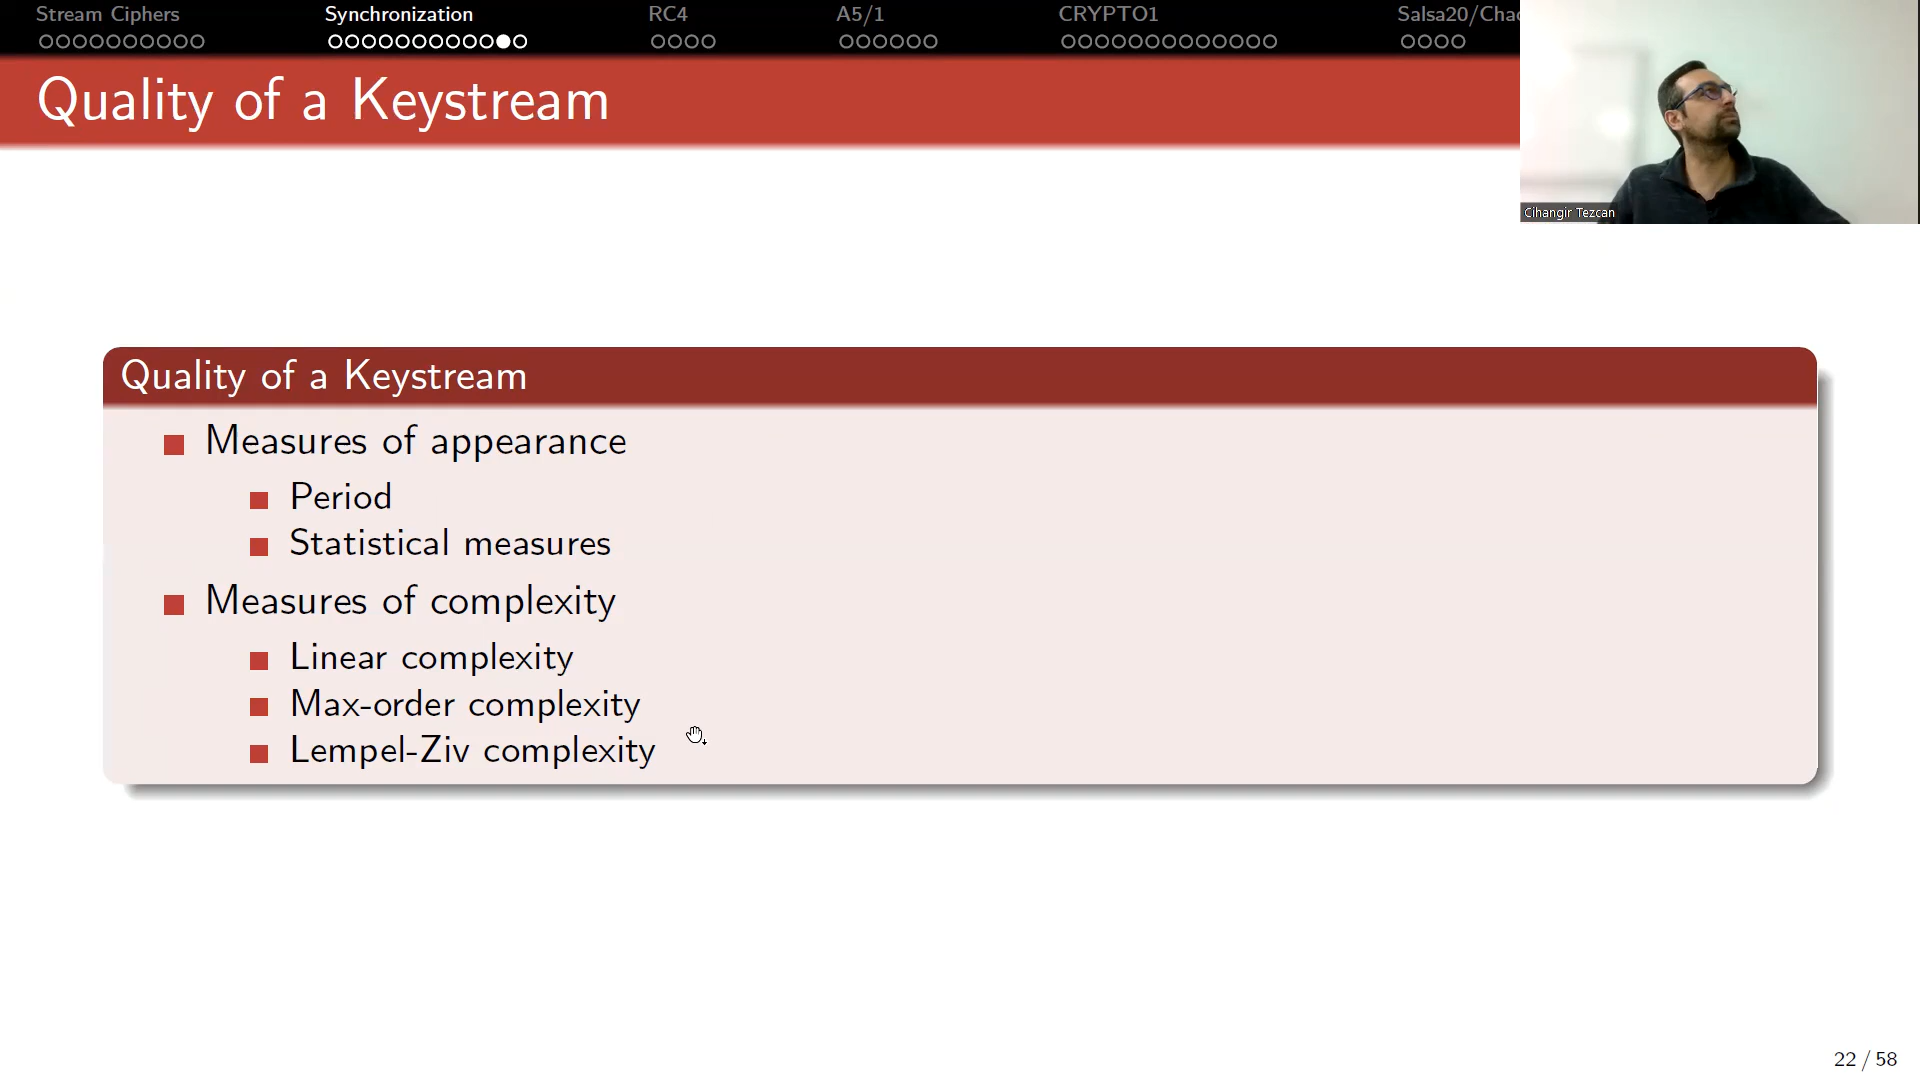 Stream Ciphers
Synchronization
RC4
A5/1
CRYPTO1
Salsa20/Chac
Quality of a Keystream
Cihangir Tezcan
Quality of a Keystream
Measures of appearance
Period
Statistical measures
Measures of complexity
Linear complexity
Max-order complexity
Lempel-Ziv complexity
22 / 58